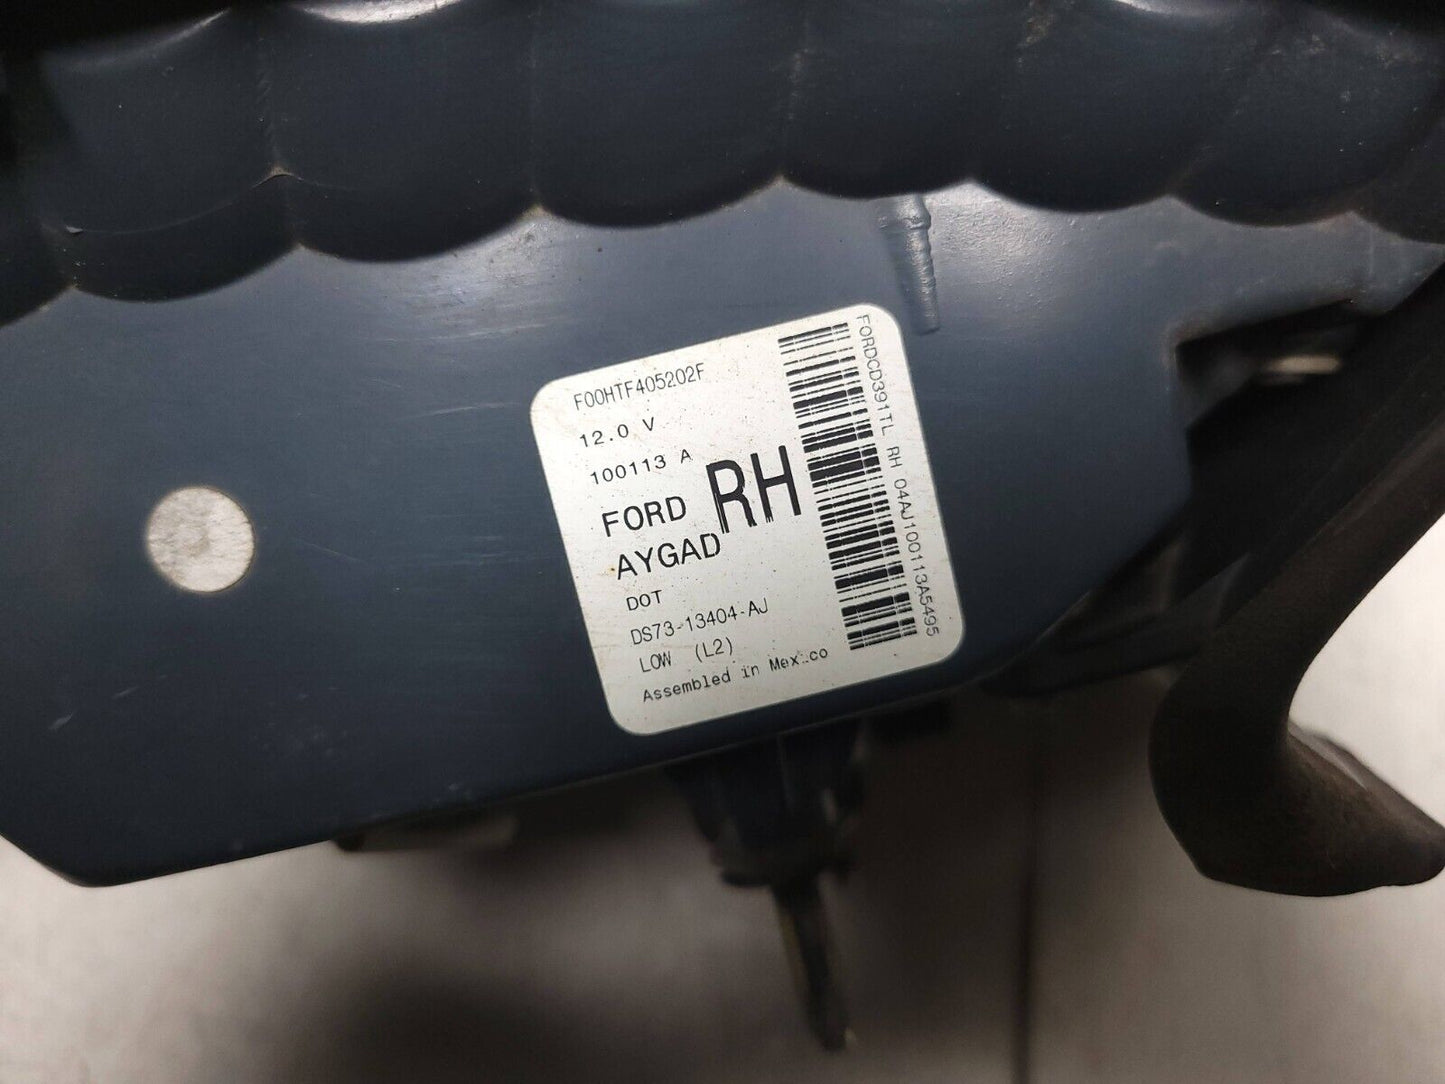 F00HTF405202F
12.0 V
100113 A
FORD RH
AYGAD
DOT
DS73-13404-AJ
LOW (L2)
Assembled in Mexico
FORDCD391TL RH 04AJ100113A5495